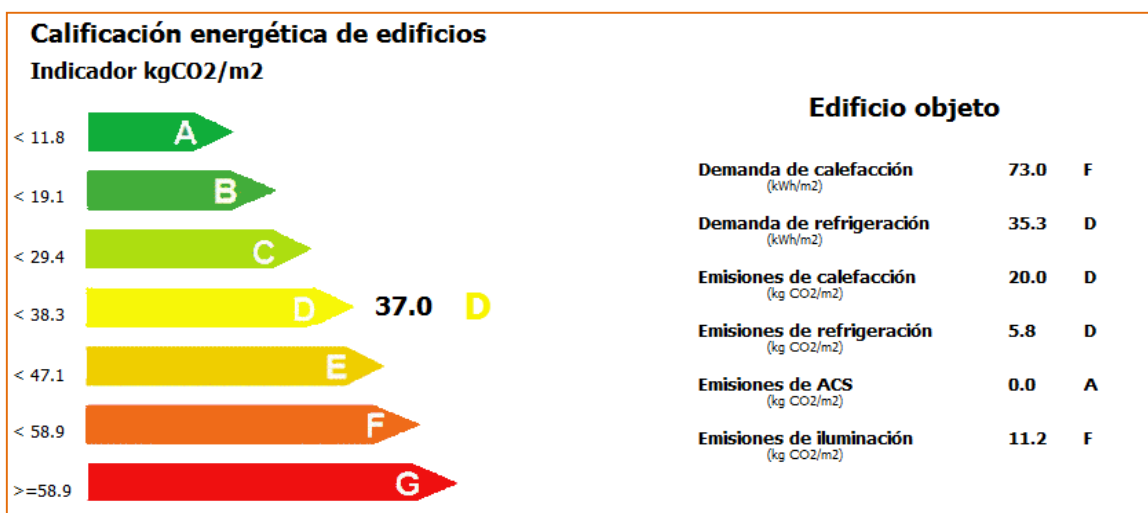 Calificación energética de edificios
Indicador kgCO2/m2
< 11.8 A
< 19.1 B
< 29.4 C
< 38.3 D 37.0 D
< 47.1 E
< 58.9 F
>=58.9 G
Edificio objeto
Demanda de calefacción 73.0 F
(kWh/m2)
Demanda de refrigeración 35.3 D
(kWh/m2)
Emisiones de calefacción 20.0 D
(kg CO2/m2)
Emisiones de refrigeración 5.8 D
(kg CO2/m2)
Emisiones de ACS 0.0 A
(kg CO2/m2)
Emisiones de iluminación 11.2 F
(kg CO2/m2)